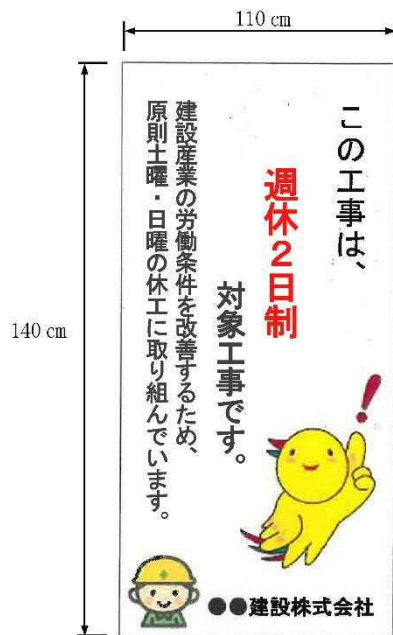 110 cm
140 cm
この工事は、
週休2日制
対象工事です。
建設産業の労働条件を改善するため、
原則土曜・日曜の休工に取り組んでいます。
●●建設株式会社